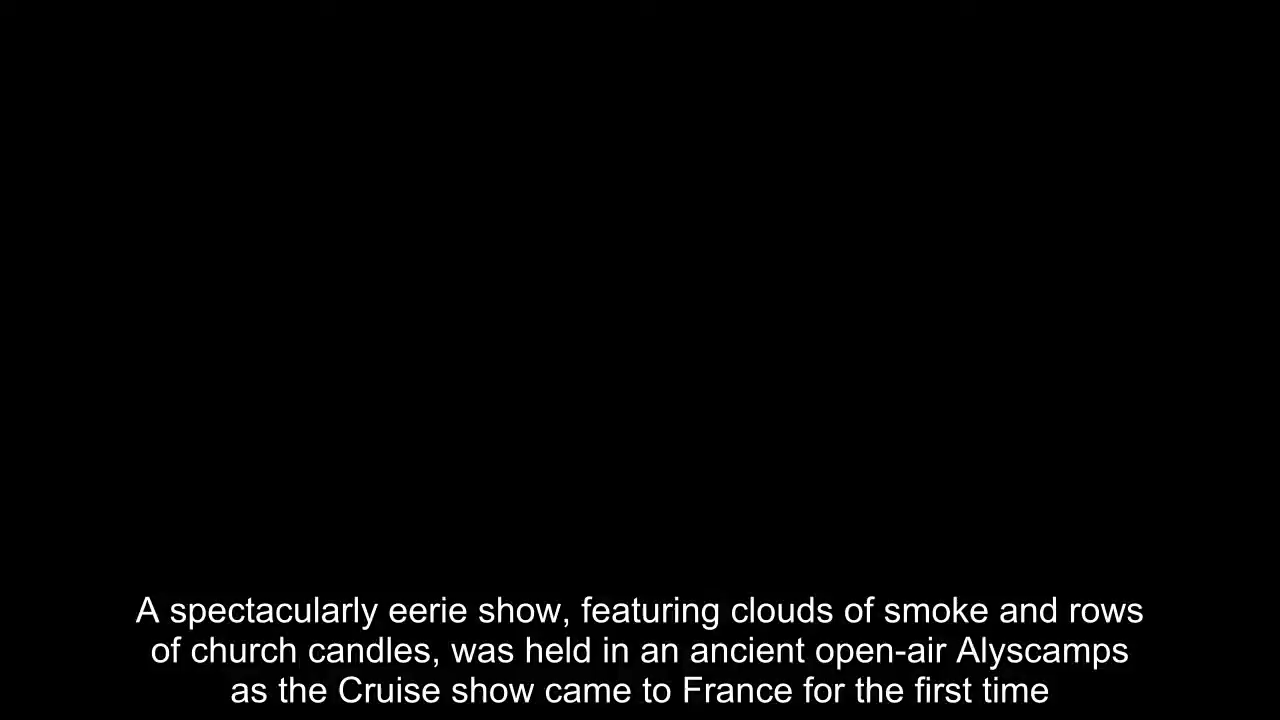 A spectacularly eerie show, featuring clouds of smoke and rows
of church candles, was held in an ancient open-air Alyscamps
as the Cruise show came to France for the first time